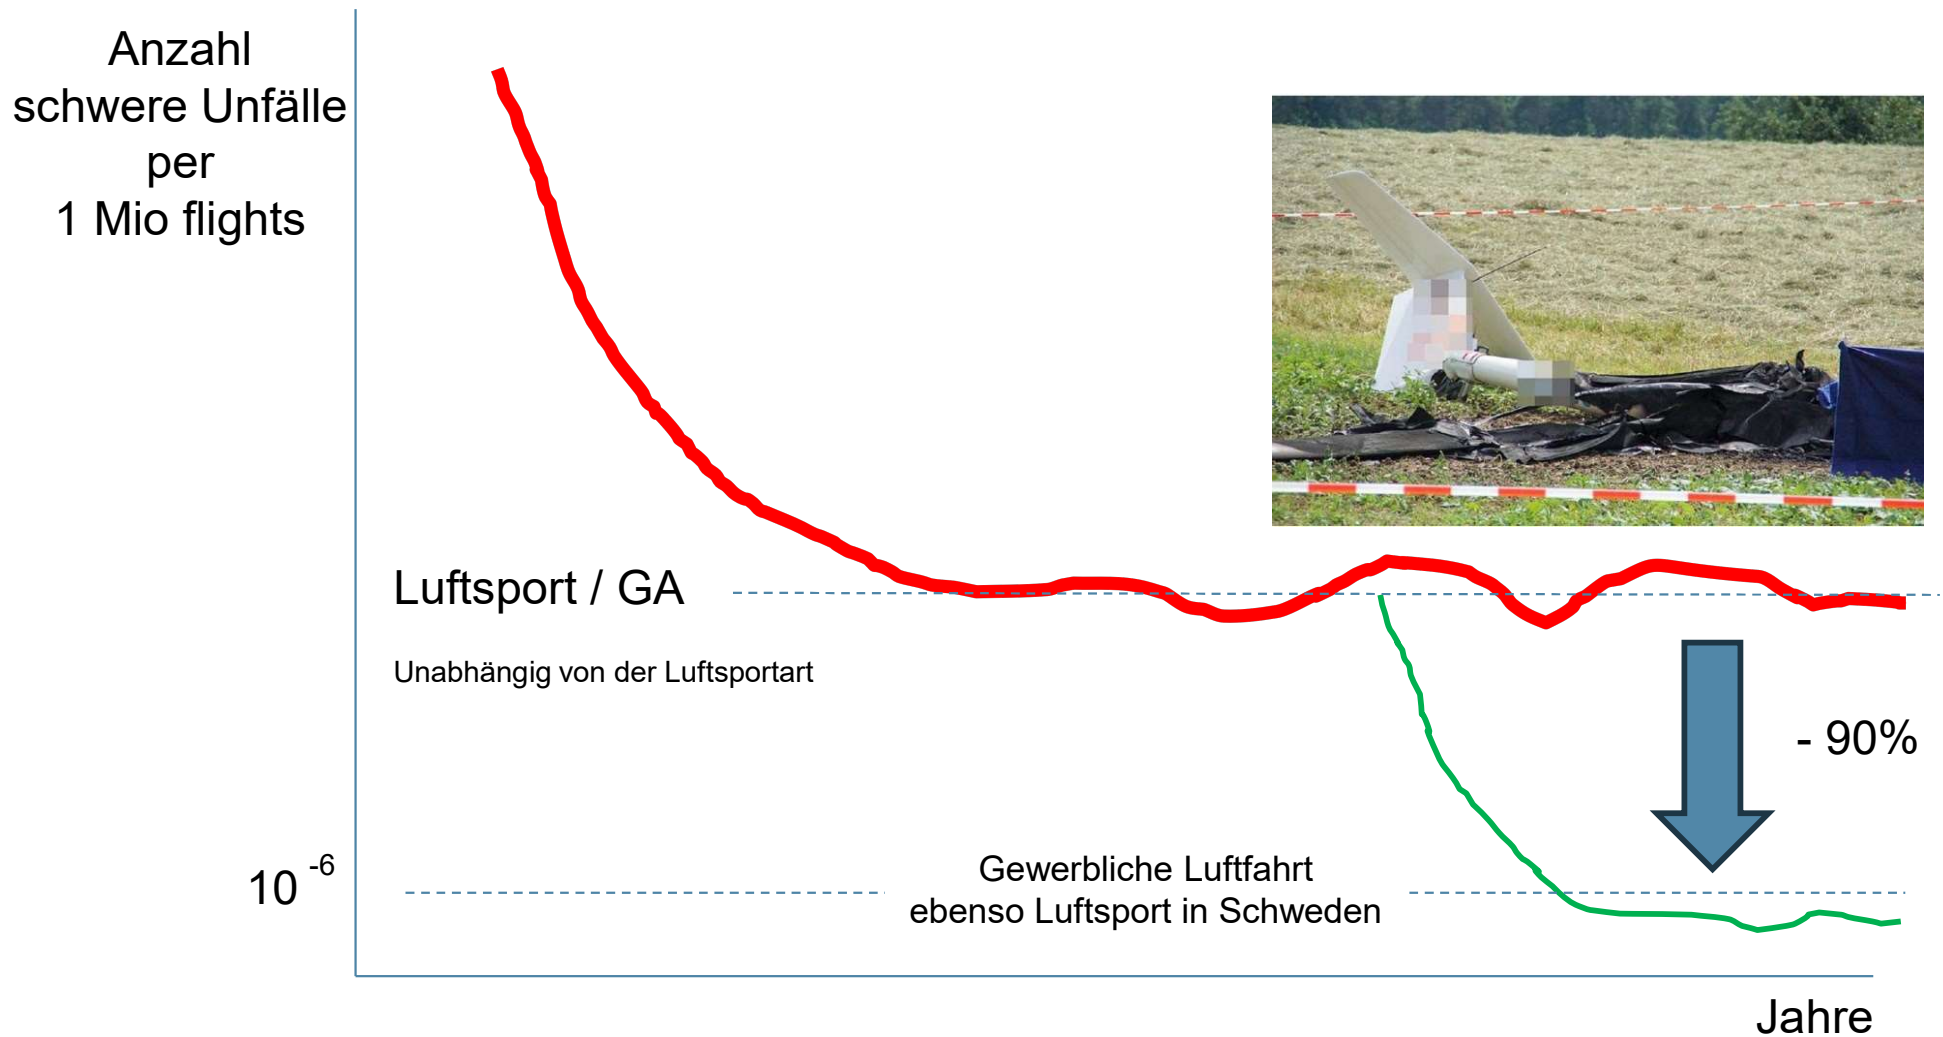 Anzahl
schwere Unfälle
per
1 Mio flights
Luftsport / GA
Unabhängig von der Luftsportart
- 90%
10 -6
Gewerbliche Luftfahrt
ebenso Luftsport in Schweden
Jahre